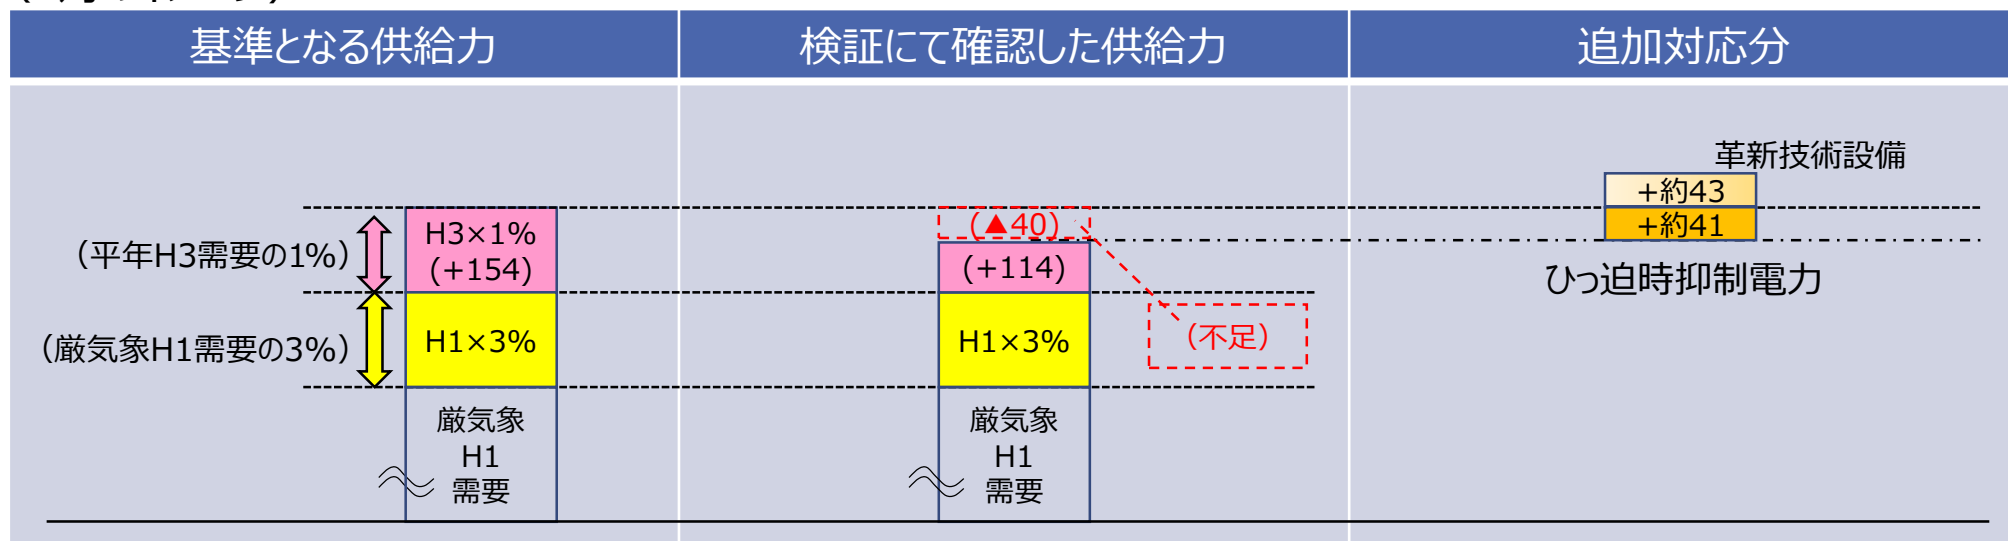 基準となる供給力
検証にて確認した供給力
追加対応分
革新技術設備
+約43
+約41
ひっ迫時抑制電力
(平年H3需要の1%)
H3×1%
(+154)
(▲40)
(+114)
(厳気象H1需要の3%)
H1×3%
H1×3%
(不足)
厳気象
H1
需要
厳気象
H1
需要